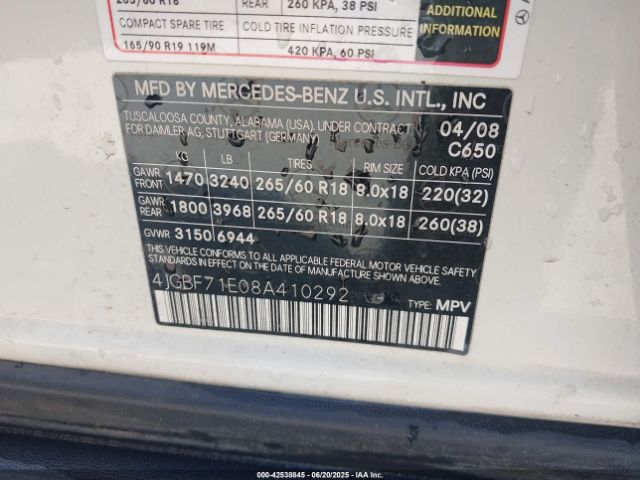 265/60 R18 REAR 260 KPA, 38 PSI
COMPACT SPARE TIRE COLD TIRE INFLATION PRESSURE
165/90 R19 119M 420 KPA, 60 PSI
ADDITIONAL
INFORMATION
MFD BY MERCEDES-BENZ U.S. INTL., INC
TUSCALOOSA COUNTY, ALABAMA (USA). UNDER CONTRACT 04/08
FOR DAIMLER AG, STUTTGART (GERMANY) C650
KG LB TIRES RIM SIZE COLD KPA (PSI)
GAWR FRONT 1470 3240 265/60 R18 8.0x18 220(32)
GAWR REAR 1800 3968 265/60 R18 8.0x18 260(38)
GVWR 3150 6944
THIS VEHICLE CONFORMS TO ALL APPLICABLE FEDERAL MOTOR VEHICLE SAFETY
STANDARDS IN EFFECT ON THE DATE OF MANUFACTURE SHOWN ABOVE.
4JGBF71E08A410292
TYPE: MPV
000-42538845 (06/20/2025) - IAAI.COM